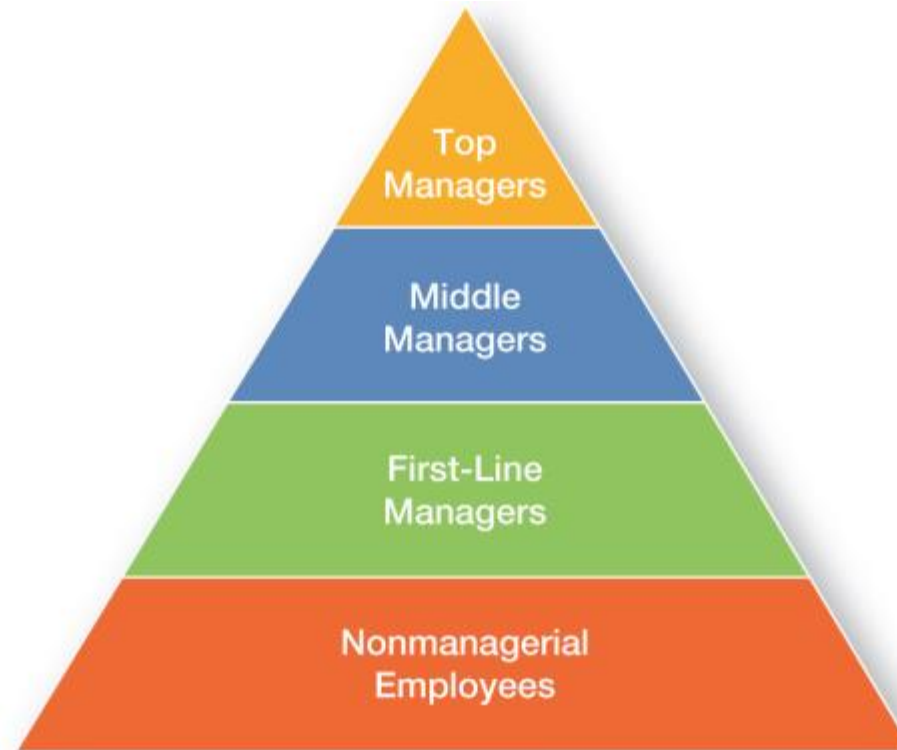 Top
Managers
Middle
Managers
First-Line
Managers
Nonmanagerial
Employees